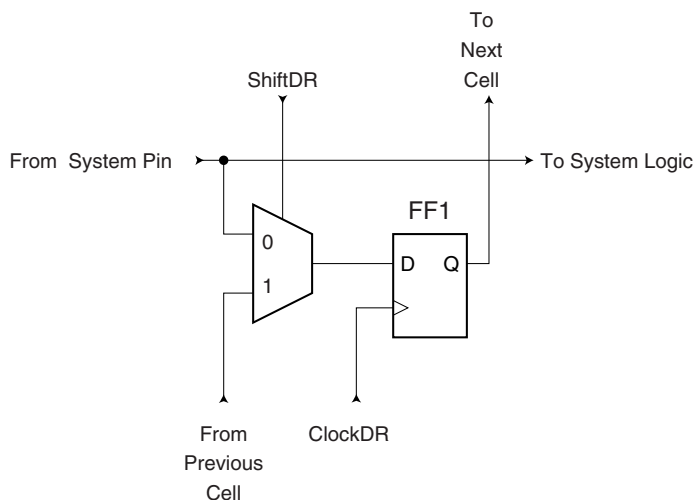 To
Next
Cell
ShiftDR
From System Pin
To System Logic
FF1
0
D Q
1
From
Previous
Cell
ClockDR